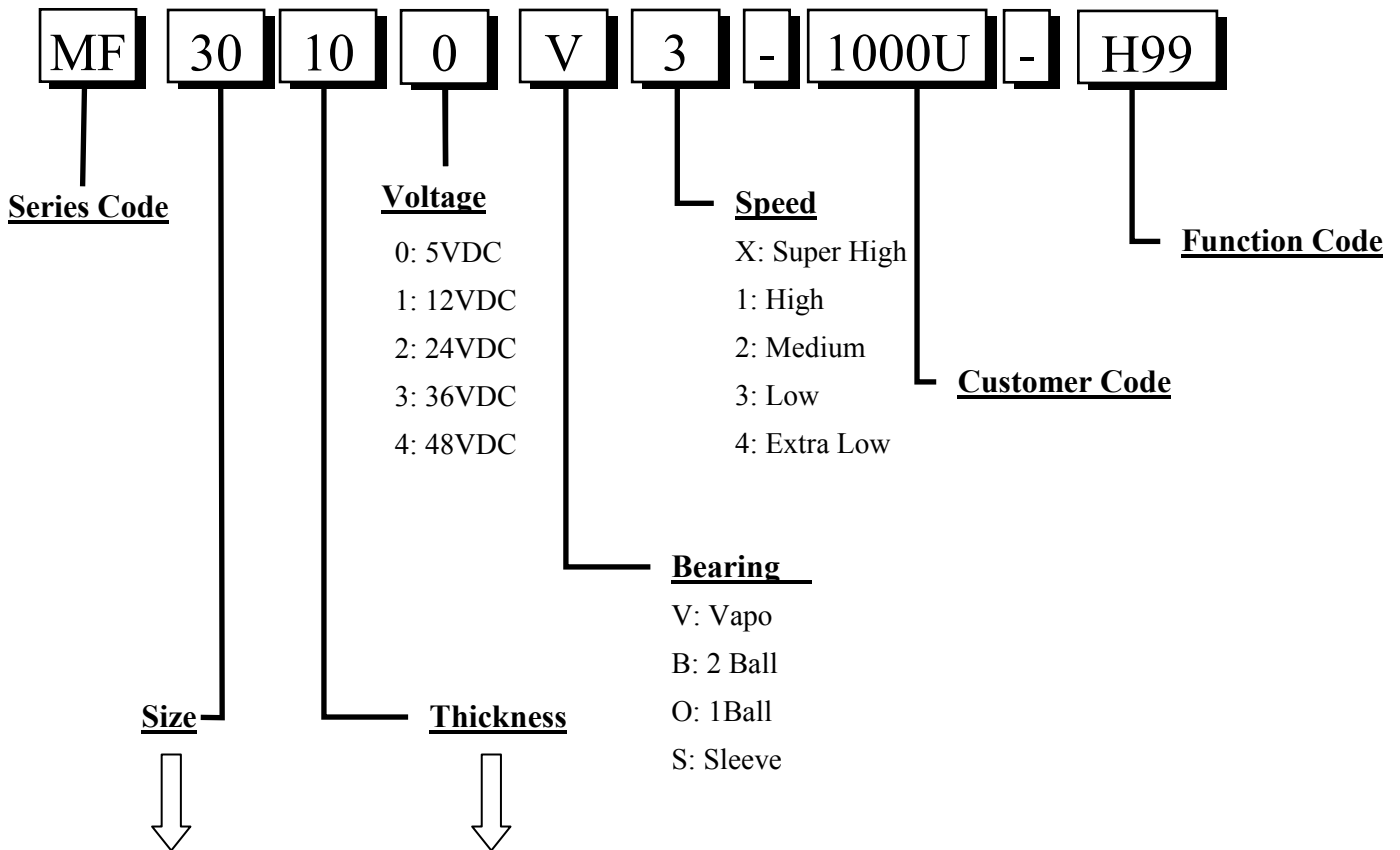 MF 30 10 0 V 3 - 1000U - H99
Series Code
Voltage
0: 5VDC
1: 12VDC
2: 24VDC
3: 36VDC
4: 48VDC
Speed
X: Super High
1: High
2: Medium
3: Low
4: Extra Low
Function Code
Customer Code
Bearing
V: Vapo
B: 2 Ball
O: 1Ball
S: Sleeve
Size
Thickness